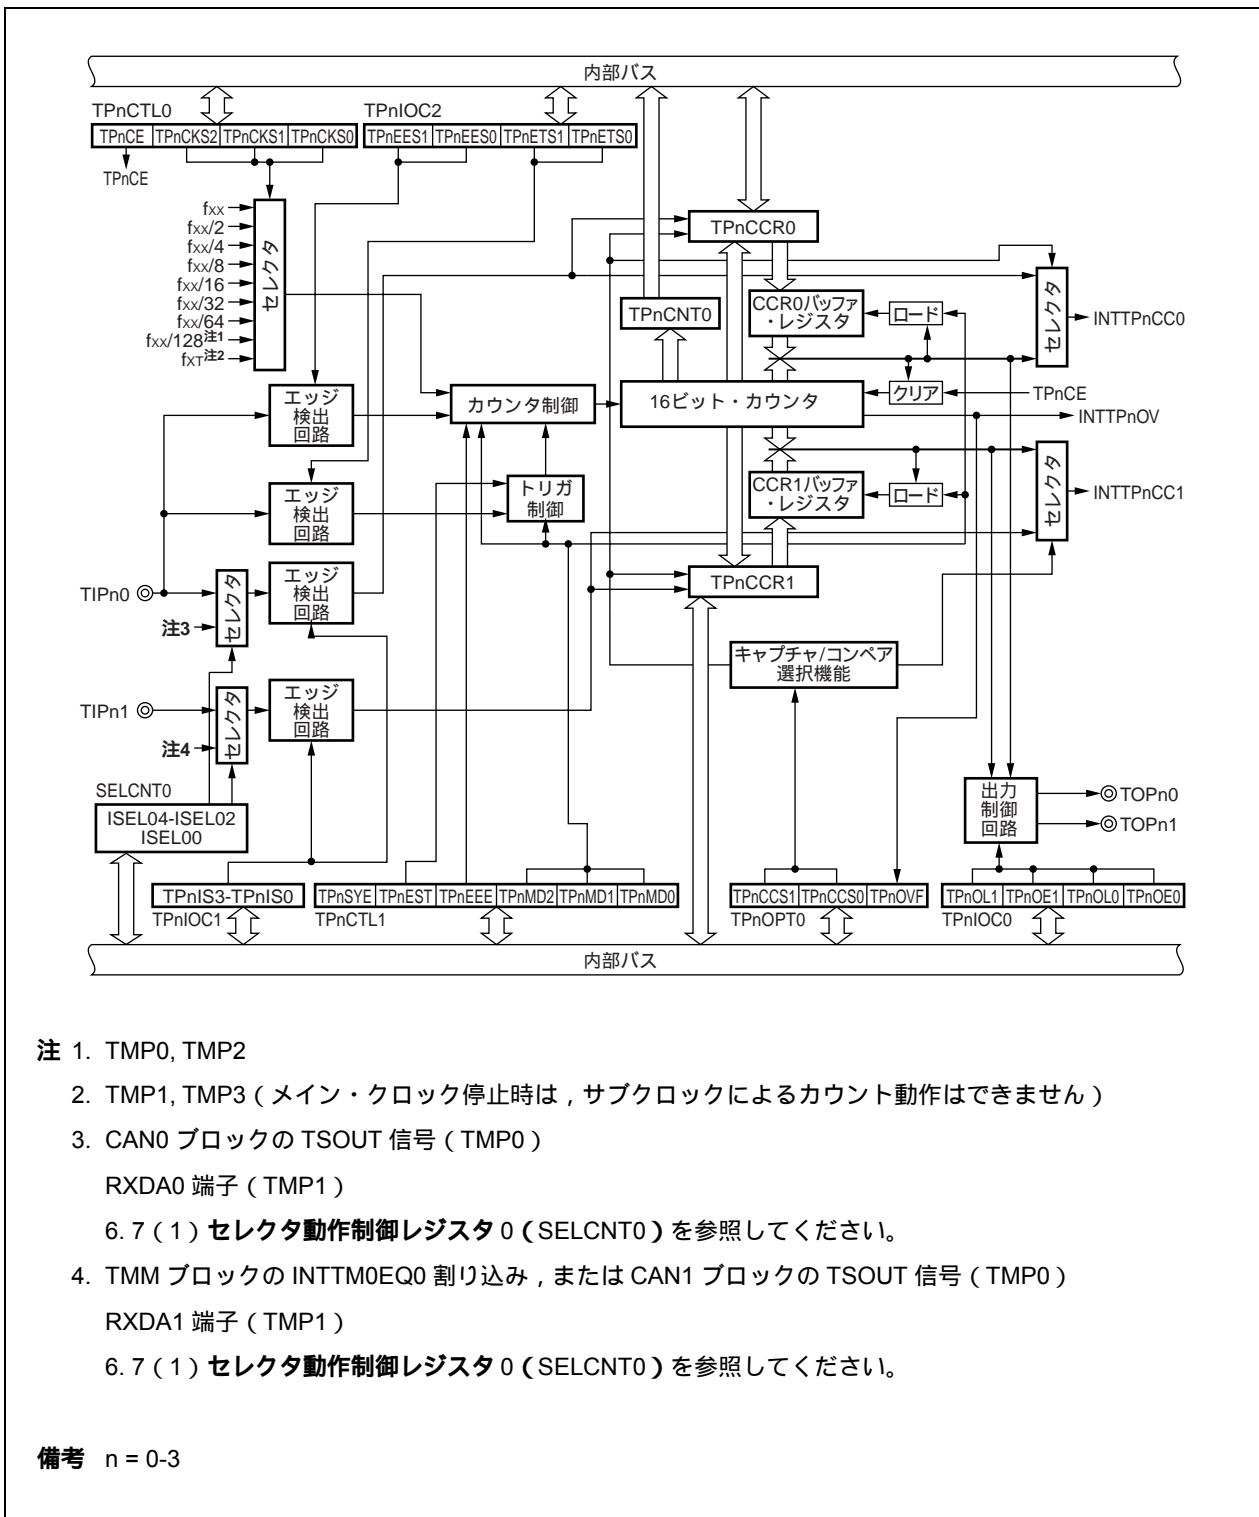 内部バス
TPnCTL0
TPnIOC2
TPnCE TPnCKS2 TPnCKS1 TPnCKS0
TPnEES1 TPnEES0 TPnETS1 TPnETS0
TPnCE
fxx
fxx/2
fxx/4
fxx/8
fxx/16
fxx/32
fxx/64
fxx/128注1
fXT注2
セレクタ
TPnCCR0
TPnCNT0
CCR0バッファ
・レジスタ
ロード
セレクタ
INTTPnCC0
エッジ
検出
回路
カウンタ制御
16ビット・カウンタ
クリア
TPnCE
INTTPnOV
エッジ
検出
回路
トリガ
制御
CCR1バッファ
・レジスタ
ロード
セレクタ
INTTPnCC1
TIPn0
注3
セレクタ
エッジ
検出
回路
TPnCCR1
キャプチャ/コンペア
選択機能
TIPn1
注4
セレクタ
エッジ
検出
回路
SELCNT0
ISEL04-ISEL02
ISEL00
出力
制御
回路
TOPn0
TOPn1
TPnIS3-TPnIS0
TPnSYE TPnEST TPnEEE TPnMD2 TPnMD1 TPnMD0
TPnCCS1 TPnCCS0 TPnOVF
TPnOL1 TPnOE1 TPnOL0 TPnOE0
TPnIOC1
TPnCTL1
TPnOPT0
TPnIOC0
内部バス
注 1. TMP0, TMP2
2. TMP1, TMP3（メイン・クロック停止時は，サブクロックによるカウント動作はできません）
3. CAN0 ブロックの TSOUT 信号（TMP0）
RXDA0 端子（TMP1）
6. 7（1）セレクタ動作制御レジスタ 0（SELCNT0）を参照してください。
4. TMM ブロックの INTTM0EQ0 割り込み，または CAN1 ブロックの TSOUT 信号（TMP0）
RXDA1 端子（TMP1）
6. 7（1）セレクタ動作制御レジスタ 0（SELCNT0）を参照してください。
備考 n = 0-3